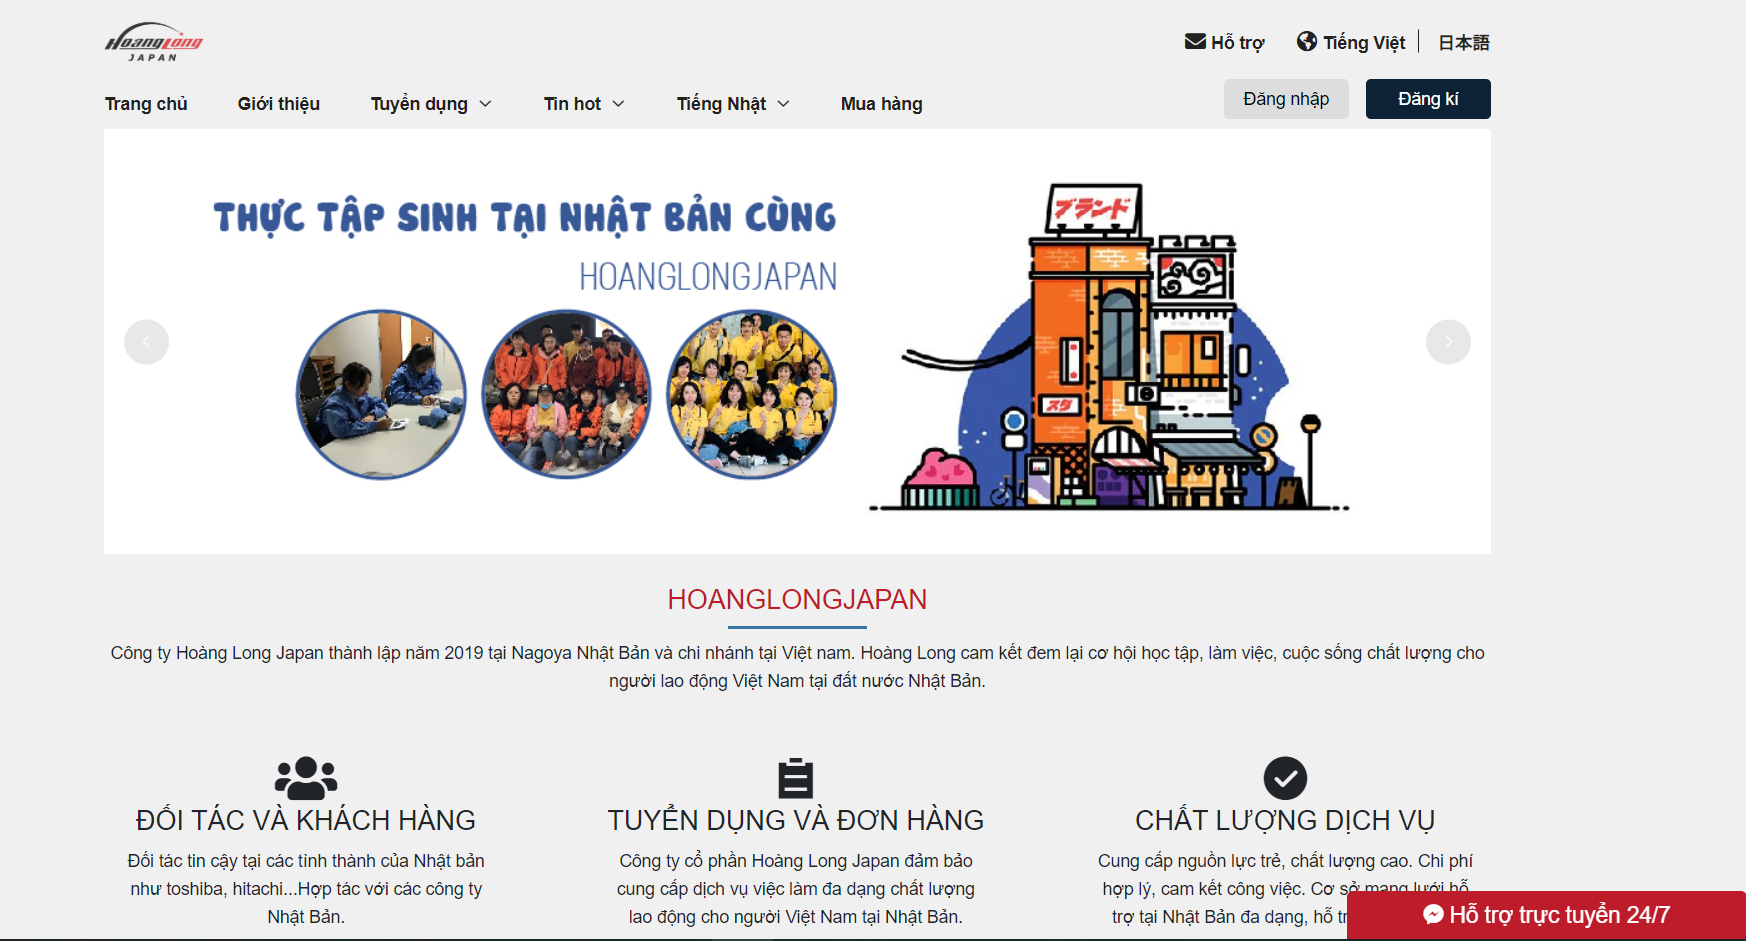 HoangLong
JAPAN
Hỗ trợ
Tiếng Việt
日本語
Trang chủ
Giới thiệu
Tuyển dụng
Tin hot
Tiếng Nhật
Mua hàng
Đăng nhập
Đăng kí
THỰC TẬP SINH TẠI NHẬT BẢN CÙNG
HOANGLONGJAPAN
ブランド
スタ
HOANGLONGJAPAN
Công ty Hoàng Long Japan thành lập năm 2019 tại Nagoya Nhật Bản và chi nhánh tại Việt nam. Hoàng Long cam kết đem lại cơ hội học tập, làm việc, cuộc sống chất lượng cho
người lao động Việt Nam tại đất nước Nhật Bản.
ĐỐI TÁC VÀ KHÁCH HÀNG
Đối tác tin cậy tại các tỉnh thành của Nhật bản
như toshiba, hitachi...Hợp tác với các công ty
Nhật Bản.
TUYỂN DỤNG VÀ ĐƠN HÀNG
Công ty cổ phần Hoàng Long Japan đảm bảo
cung cấp dịch vụ việc làm đa dạng chất lượng
lao động cho người Việt Nam tại Nhật Bản.
CHẤT LƯỢNG DỊCH VỤ
Cung cấp nguồn lực trẻ, chất lượng cao. Chi phí
hợp lý, cam kết công việc. Cơ sở mạng lưới hỗ
trợ tại Nhật Bản đa dạng, hỗ
Hỗ trợ trực tuyến 24/7